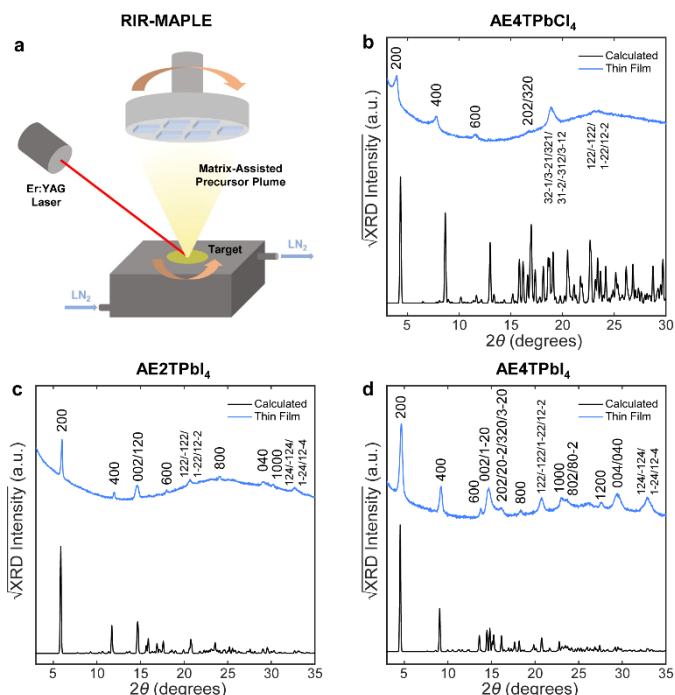 RIR-MAPLE
a
Er:YAG
Laser
Matrix-Assisted
Precursor Plume
Target
LN₂
LN₂
AE4TPbCl₄
b
Calculated
Thin Film
200
400
600
202/320
32-1/3-21/321/
31-2/-312/3-12
122/-122/
1-22/12-2
√XRD Intensity (a.u.)
5 10 15 20 25 30
2θ (degrees)
AE2TPbI₄
c
Calculated
Thin Film
200
400
002/120
600
122/-122/
1-22/12-2
800
040
1000
124/-124/
1-24/12-4
√XRD Intensity (a.u.)
5 10 15 20 25 30 35
2θ (degrees)
AE4TPbI₄
d
Calculated
Thin Film
200
400
600
002/1-20
202/20-2/320/3-20
800
122/-122/1-22/12-2
1000
802/80-2
1200
004/040
124/-124/
1-24/12-4
√XRD Intensity (a.u.)
5 10 15 20 25 30 35
2θ (degrees)